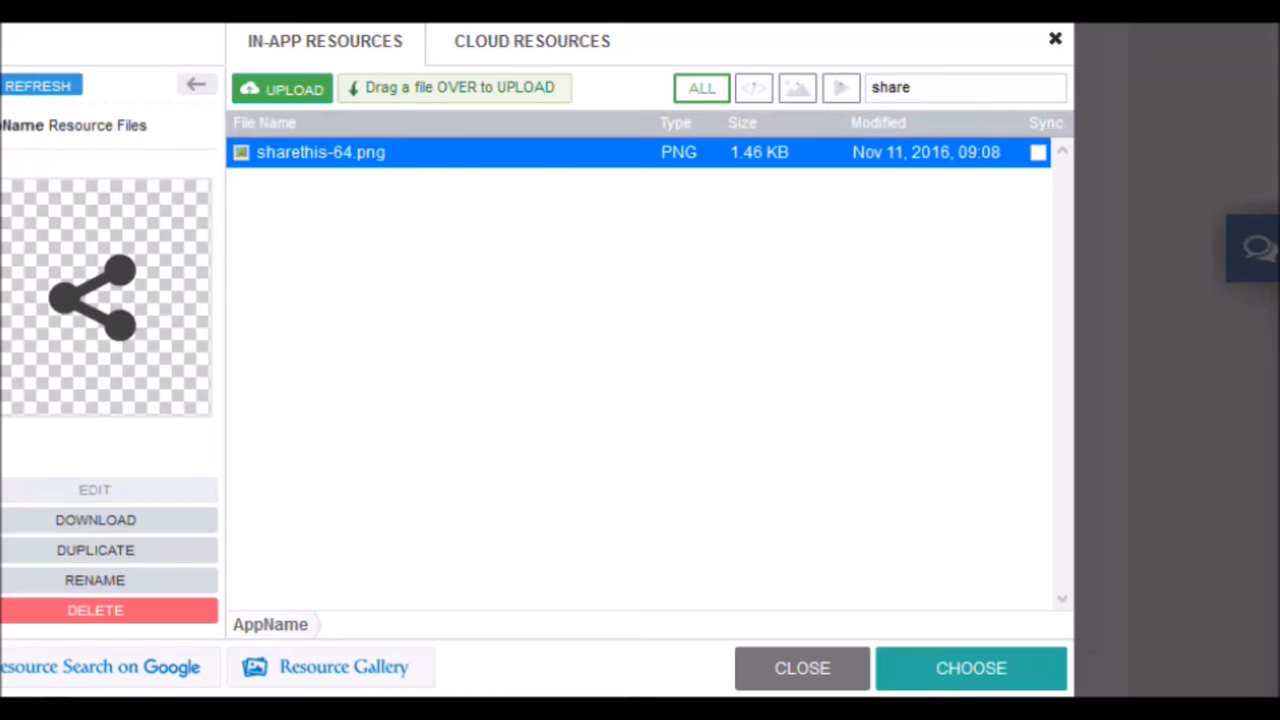 IN-APP RESOURCES
CLOUD RESOURCES
REFRESH
UPLOAD
Drag a file OVER to UPLOAD
ALL
share
Name Resource Files
File Name
Type
Size
Modified
Sync
sharethis-64.png
PNG
1.46 KB
Nov 11, 2016, 09:08
EDIT
DOWNLOAD
DUPLICATE
RENAME
DELETE
AppName
esource Search on Google
Resource Gallery
CLOSE
CHOOSE